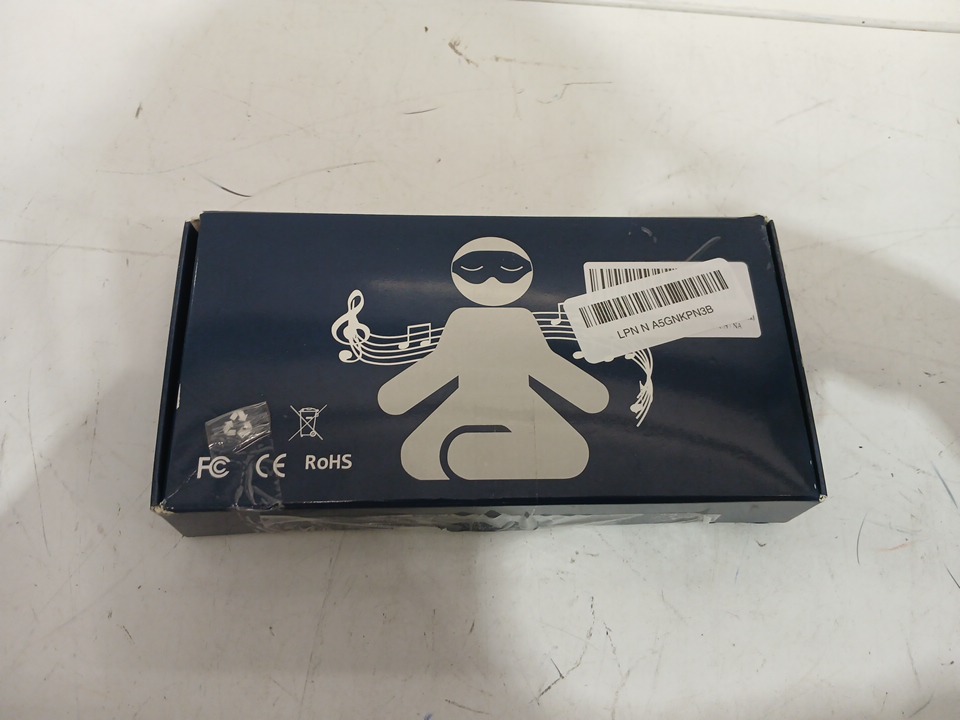 LPN N A5GNKPN3B
FC
CE
RoHS